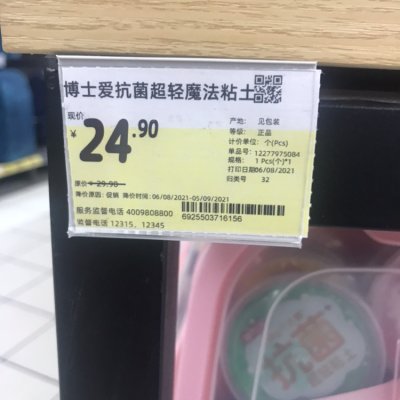 博士爱抗菌超轻魔法粘土
现价
¥24.90
产地: 见包装
等级: 正品
计价单位: 个(Pcs)
单品号: 12277975084
规格: 1 Pcs(个)*1
打印日期06/08/2021
归类号 32
原价: 29.90
降价原因: 促销 降价时间: 06/08/2021-05/09/2021
服务监督电话 4009808800
监督电话 12315、12345
6925503716156
抗菌